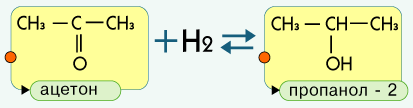 CH₃ — C — CH₃ + H₂ ⇌ CH₃ — CH — CH₃
O OH
ацетон пропанол - 2